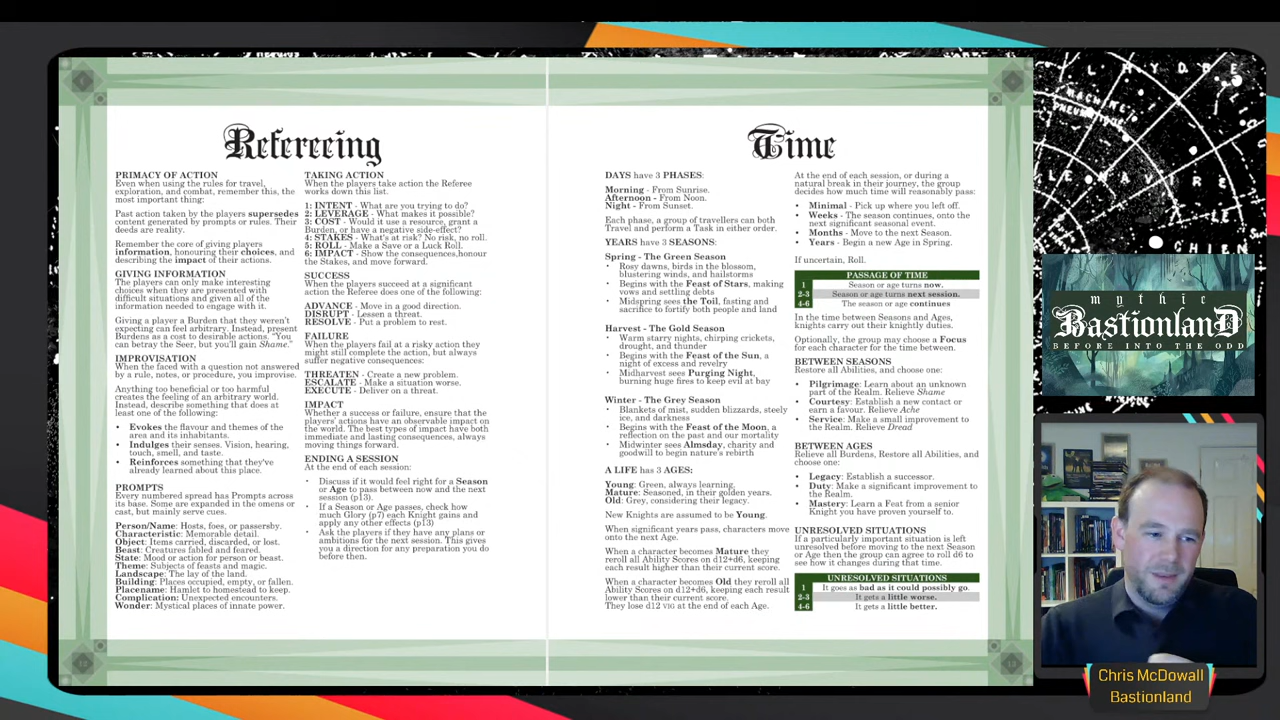 Refereeing
PRIMACY OF ACTION
Even when using the rules for travel,
exploration, and combat, remember this, the
most important thing:
Past action taken by the players supersedes
content generated by prompts or rules. Their
deeds are reality.
Remember the core of giving players
information, honouring their choices, and
describing the impact of their actions.
GIVING INFORMATION
The players can only make interesting
choices when they are presented with
difficult situations and given all of the
information needed to engage with it.
Giving a player a Burden that they weren't
expecting can feel arbitrary. Instead, present
Burdens as a cost to desirable actions. "You
can betray the Seer, but you'll gain Shame."
IMPROVISATION
When the faced with a question not answered
by a rule, notes, or procedure, you improvise.
Anything too beneficial or too harmful
creates the feeling of an arbitrary world.
Instead, describe something that does at
least one of the following:
• Evokes the flavour and themes of the
area and its inhabitants.
• Indulges their senses. Vision, hearing,
touch, smell, and taste.
• Reinforces something that they've
already learned about this place.
PROMPTS
Every numbered spread has Prompts across
its base. Some are expanded in the omens or
cast, but mainly serve cues.
Person/Name: Hosts, foes, or passersby.
Characteristic: Memorable detail.
Object: Items carried, discarded, or lost.
Beast: Creatures fabled and feared.
State: Mood or action for person or beast.
Theme: Subjects of feasts and magic.
Landscape: The lay of the land.
Building: Places occupied, empty, or fallen.
Placename: Hamlet to homestead to keep.
Complication: Unexpected encounters.
Wonder: Mystical places of innate power.
TAKING ACTION
When the players take action the Referee
works down this list.
1: INTENT - What are you trying to do?
2: LEVERAGE - What makes it possible?
3: COST - Would it use a resource, grant a
Burden, or have a negative side-effect?
4: STAKES - What's at risk? No risk, no roll.
5: ROLL - Make a Save or a Luck Roll.
6: IMPACT - Show the consequences,honour
the Stakes, and move forward.
SUCCESS
When the players succeed at a significant
action the Referee does one of the following:
ADVANCE - Move in a good direction.
DISRUPT - Lessen a threat.
RESOLVE - Put a problem to rest.
FAILURE
When the players fail at a risky action they
might still complete the action, but always
suffer negative consequences:
THREATEN - Create a new problem.
ESCALATE - Make a situation worse.
EXECUTE - Deliver on a threat.
IMPACT
Whether a success or failure, ensure that the
players' actions have an observable impact on
the world. The best types of impact have both
immediate and lasting consequences, always
moving things forward.
ENDING A SESSION
At the end of each session:
• Discuss if it would feel right for a Season
or Age to pass between now and the next
session (p13).
• If a Season or Age passes, check how
much Glory (p7) each Knight gains and
apply any other effects (p13)
• Ask the players if they have any plans or
ambitions for the next session. This gives
you a direction for any preparation you do
before then.
Time
DAYS have 3 PHASES:
Morning - From Sunrise.
Afternoon - From Noon.
Night - From Sunset.
Each phase, a group of travellers can both
Travel and perform a Task in either order.
YEARS have 3 SEASONS:
Spring - The Green Season
• Rosy dawns, birds in the blossom,
blustering winds, and hailstorms
• Begins with the Feast of Stars, making
vows and settling debts
• Midspring sees the Toil, fasting and
sacrifice to fortify both people and land
Harvest - The Gold Season
• Warm starry nights, chirping crickets,
drought, and thunder
• Begins with the Feast of the Sun, a
night of excess and revelry
• Midharvest sees Purging Night,
burning huge fires to keep evil at bay
Winter - The Grey Season
• Blankets of mist, sudden blizzards, steely
ice, and darkness
• Begins with the Feast of the Moon, a
reflection on the past and our mortality
• Midwinter sees Almsday, charity and
goodwill to begin nature's rebirth
A LIFE has 3 AGES:
Young: Green, always learning.
Mature: Seasoned, in their golden years.
Old: Grey, considering their legacy.
New Knights are assumed to be Young.
When significant years pass, characters move
onto the next Age.
When a character becomes Mature they
reroll all Ability Scores on d12+d6, keeping
each result higher than their current score.
When a character becomes Old they reroll all
Ability Scores on d12+d6, keeping each result
lower than their current score.
They lose d12 VIG at the end of each Age.
At the end of each session, or during a
natural break in their journey, the group
decides how much time will reasonably pass:
• Minimal - Pick up where you left off.
• Weeks - The season continues, onto the
next significant seasonal event.
• Months - Move to the next Season.
• Years - Begin a new Age in Spring.
If uncertain, Roll.
PASSAGE OF TIME
1 Season or age turns now.
2-3 Season or age turns next session.
4-6 The season or age continues
In the time between Seasons and Ages,
knights carry out their knightly duties.
Optionally, the group may choose a Focus
for each character for the time between.
BETWEEN SEASONS
Restore all Abilities, and choose one:
• Pilgrimage: Learn about an unknown
part of the Realm. Relieve Shame
• Courtesy: Establish a new contact or
earn a favour. Relieve Ache
• Service: Make a small improvement to
the Realm. Relieve Dread
BETWEEN AGES
Relieve all Burdens, Restore all Abilities, and
choose one:
• Legacy: Establish a successor.
• Duty: Make a significant improvement to
the Realm.
• Mastery: Learn a Feat from a senior
Knight you have proven yourself to.
UNRESOLVED SITUATIONS
If a particularly important situation is left
unresolved before moving to the next Season
or Age then the group can agree to roll d6 to
see how it changes during that time.
UNRESOLVED SITUATIONS
1 It goes as bad as it could possibly go.
2-3 It gets a little worse.
4-6 It gets a little better.
MACHINE
PNEUMATIQUE
CHIEN
mythic
Bastionland
BEFORE INTO THE ODD
Chris McDowall
Bastionland